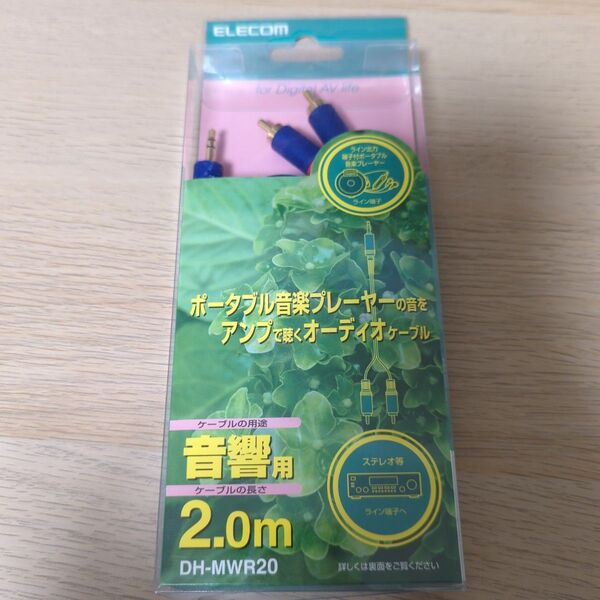 ELECOM
for Digital AV life
ライン出力
端子付ポータブル
音楽プレーヤー
ライン端子
ポータブル音楽プレーヤーの音を
アンプで聴くオーディオケーブル
ケーブルの用途
音響用
ケーブルの長さ
2.0m
DH-MWR20
ステレオ等
ライン端子へ
詳しくは裏面をご覧ください